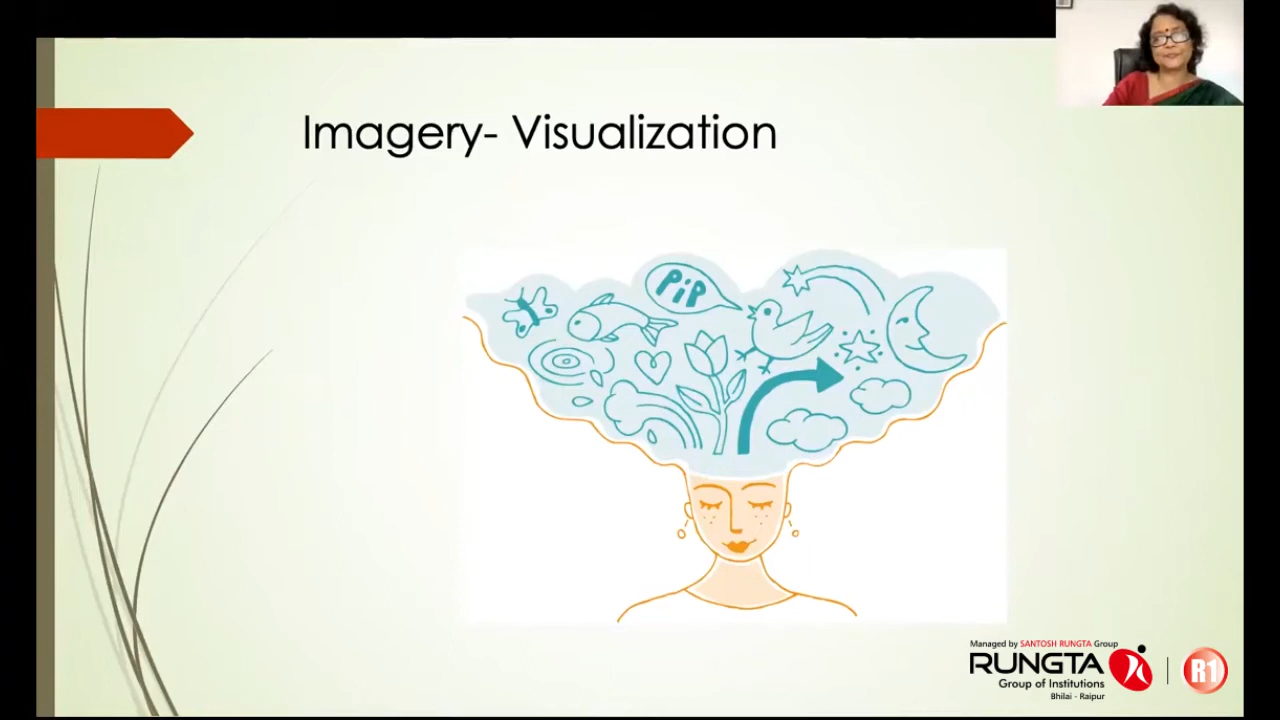 Imagery- Visualization
PiP
Managed by SANTOSH RUNGTA Group
RUNGTA
Group of Institutions
Bhilai - Raipur
R1